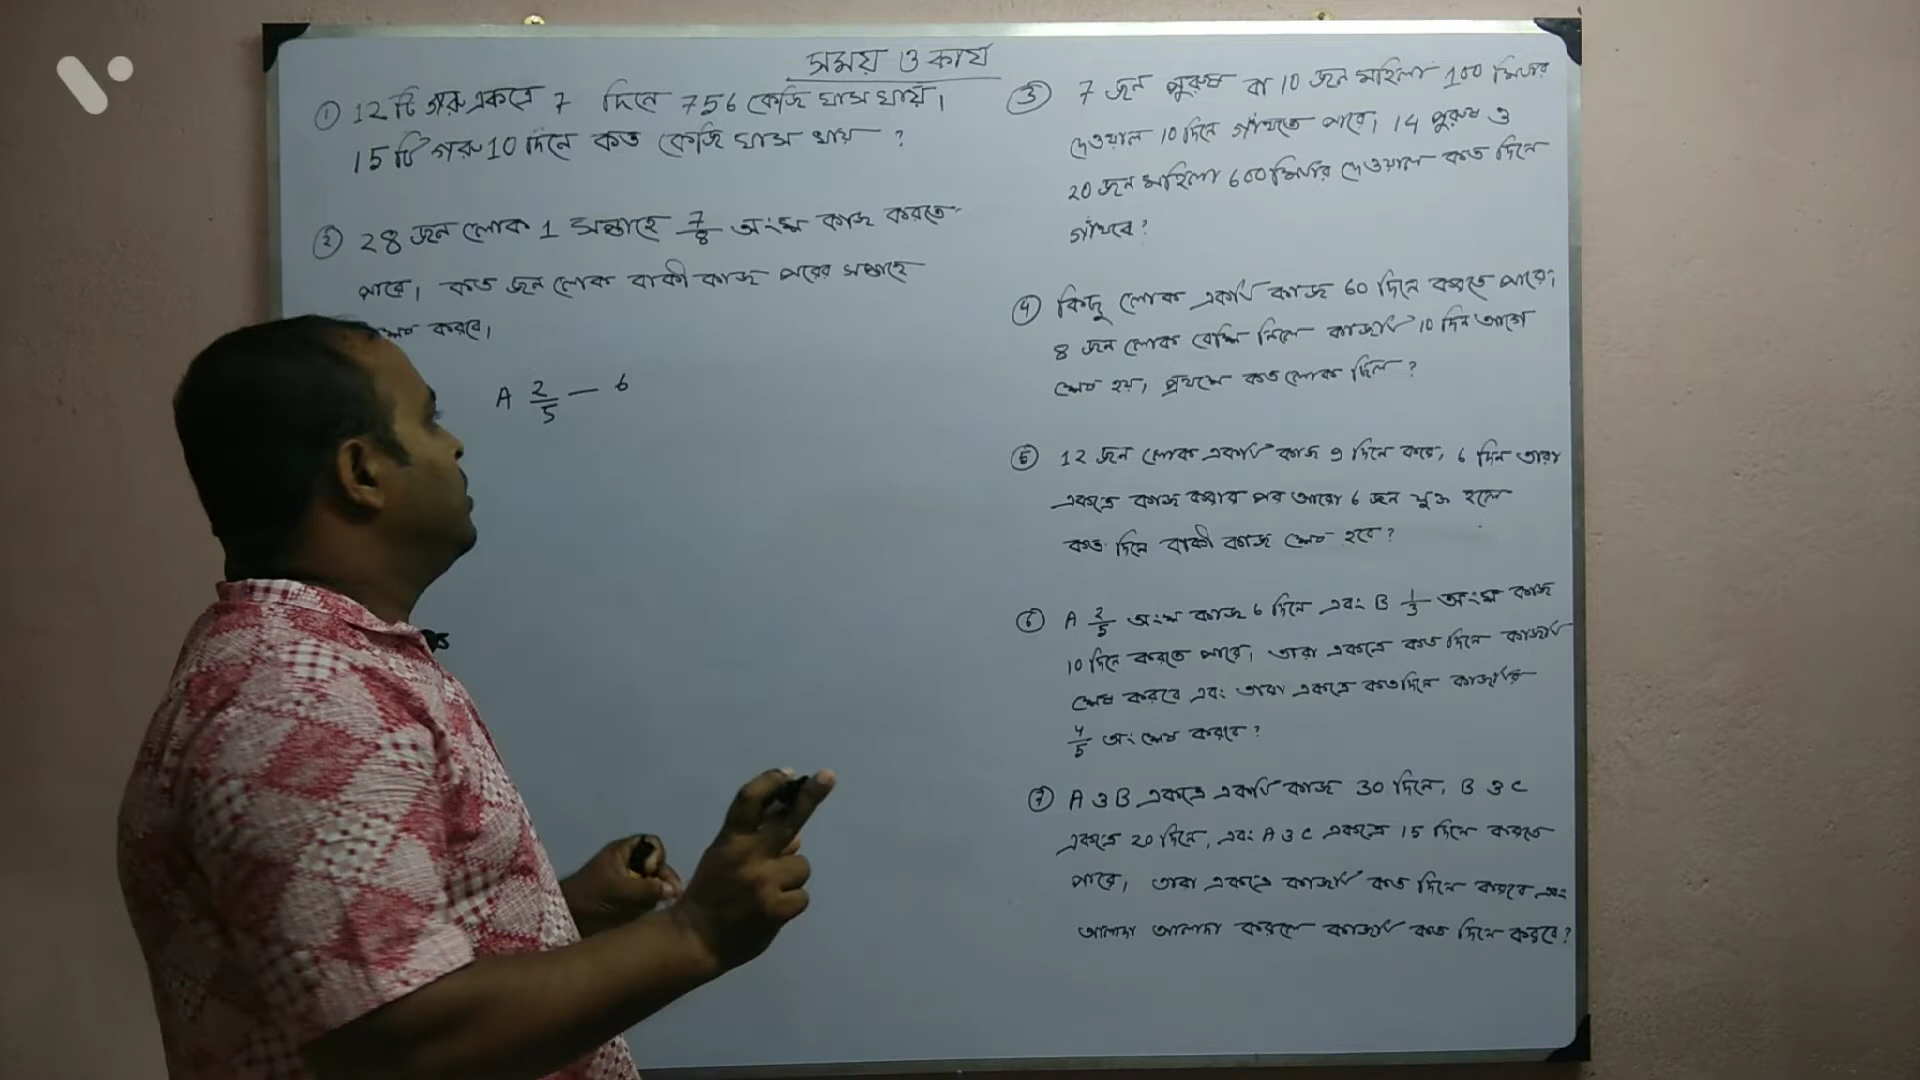 সময় ও কার্য
① 12 টি গরু একত্রে 7 দিনে 756 কেজি ঘাস খায়।
15 টি গরু 10 দিনে কত কেজি ঘাস খায় ?
② 28 জন লোক 1 সপ্তাহে 7/8 অংশ কাজ করতে
পারে। কত জন লোক বাকী কাজ পরের সপ্তাহে
শেষ করবে।
A 2/5 — 6
③ 7 জন পুরুষ বা 10 জন মহিলা 100 মিটার
দেওয়াল 10 দিনে গাঁথতে পারে। 14 পুরুষ ও
20 জন মহিলা 600 মিটার দেওয়াল কত দিনে
গাঁথবে ?
④ কিছু লোক একটি কাজ 60 দিনে করতে পারে,
8 জন লোক বেশি নিলে কাজটি 10 দিন আগে
শেষ হয়, প্রথমে কত লোক ছিল ?
⑤ 12 জন লোক একটি কাজ 9 দিনে করে, 6 দিন তারা
একত্রে কাজ করার পর আরো 6 জন যুক্ত হলে
কত দিনে বাকী কাজ শেষ হবে ?
⑥ A 2/5 অংশ কাজ 6 দিনে এবং B 1/3 অংশ কাজ
10 দিনে করতে পারে, তারা একত্রে কত দিনে কাজটি
শেষ করবে এবং তারা একত্রে কতদিনে কাজটির
4/5 অং শেষ করবে ?
⑦ A ও B একত্রে একটি কাজ 30 দিনে, B ও C
একত্রে 20 দিনে, এবং A ও C একত্রে 15 দিনে করতে
পারে, তারা একত্রে কাজটি কত দিনে করবে এবং
আলাদা আলাদা করলে কাজটি কত দিনে করবে ?